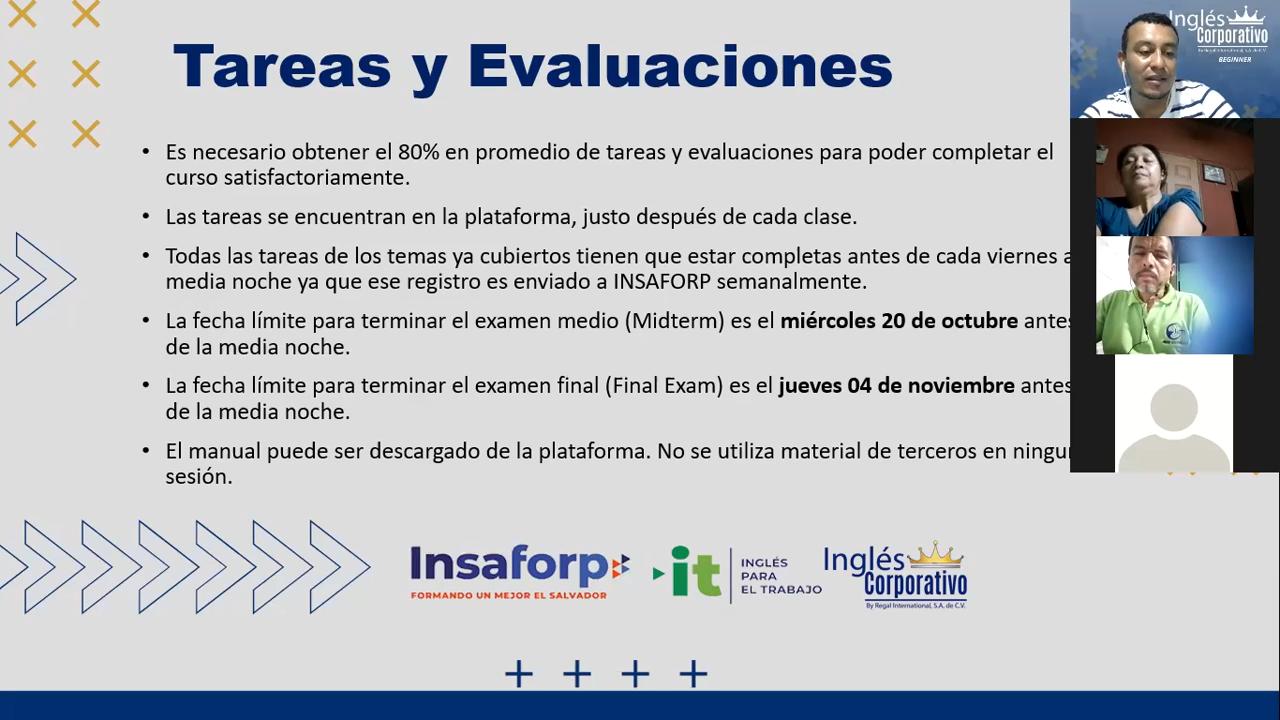 Tareas y Evaluaciones
• Es necesario obtener el 80% en promedio de tareas y evaluaciones para poder completar el
curso satisfactoriamente.
• Las tareas se encuentran en la plataforma, justo después de cada clase.
• Todas las tareas de los temas ya cubiertos tienen que estar completas antes de cada viernes a
media noche ya que ese registro es enviado a INSAFORP semanalmente.
• La fecha límite para terminar el examen medio (Midterm) es el miércoles 20 de octubre antes
de la media noche.
• La fecha límite para terminar el examen final (Final Exam) es el jueves 04 de noviembre antes
de la media noche.
• El manual puede ser descargado de la plataforma. No se utiliza material de terceros en
sesión.
Insaforp
FORMANDO UN MEJOR EL SALVADOR
it
INGLÉS
PARA
EL TRABAJO
Inglés
Corporativo
By Regal International, S.A. de C.V.
Inglés
Corporativo
By Regal International, S.A. de C.V.
BEGINNER